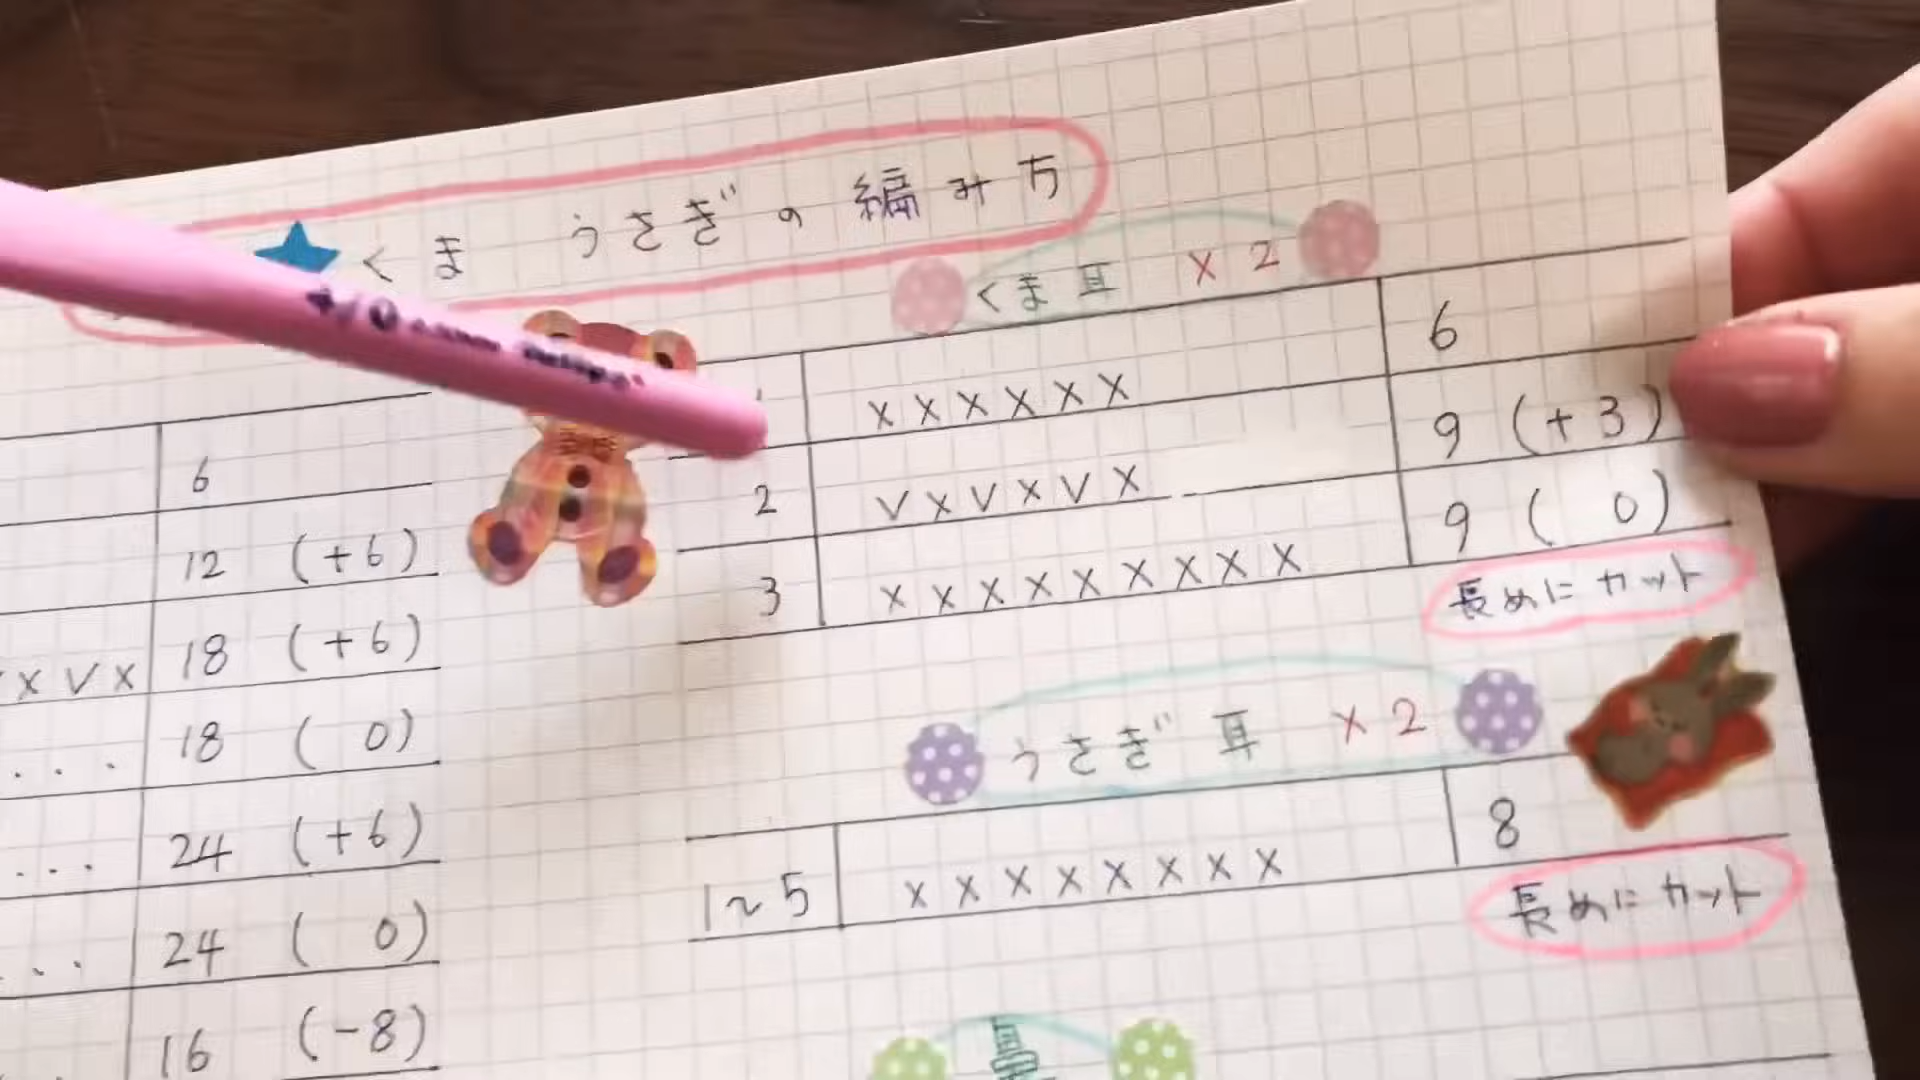 くま うさぎの編み方
くま耳 × 2
1 X X X X X X 6
2 V X V X V X 9 (+3)
3 X X X X X X X X X 9 ( 0)
長めにカット
うさぎ 耳 × 2
1~5 X X X X X X X X 8
長めにカット
6
12 (+6)
X V X 18 (+6)
. . . 18 ( 0)
. . . 24 (+6)
. . . 24 ( 0)
16 (-8)